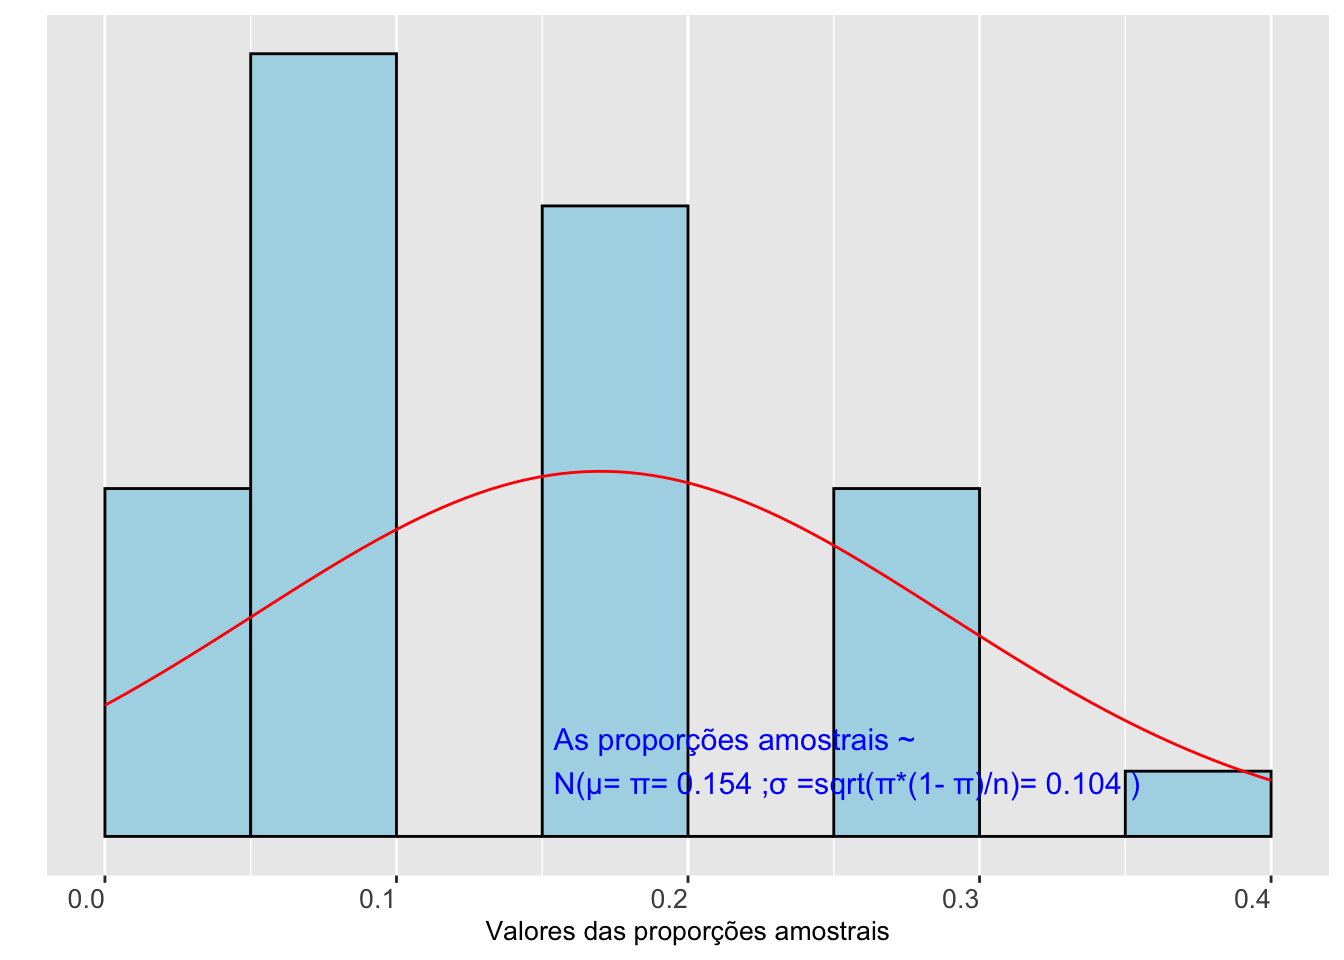 As proporções amostrais ~
N(μ= π= 0.154 ;σ =sqrt(π*(1- π)/n)= 0.104 )
0.0 0.1 0.2 0.3 0.4
Valores das proporções amostrais